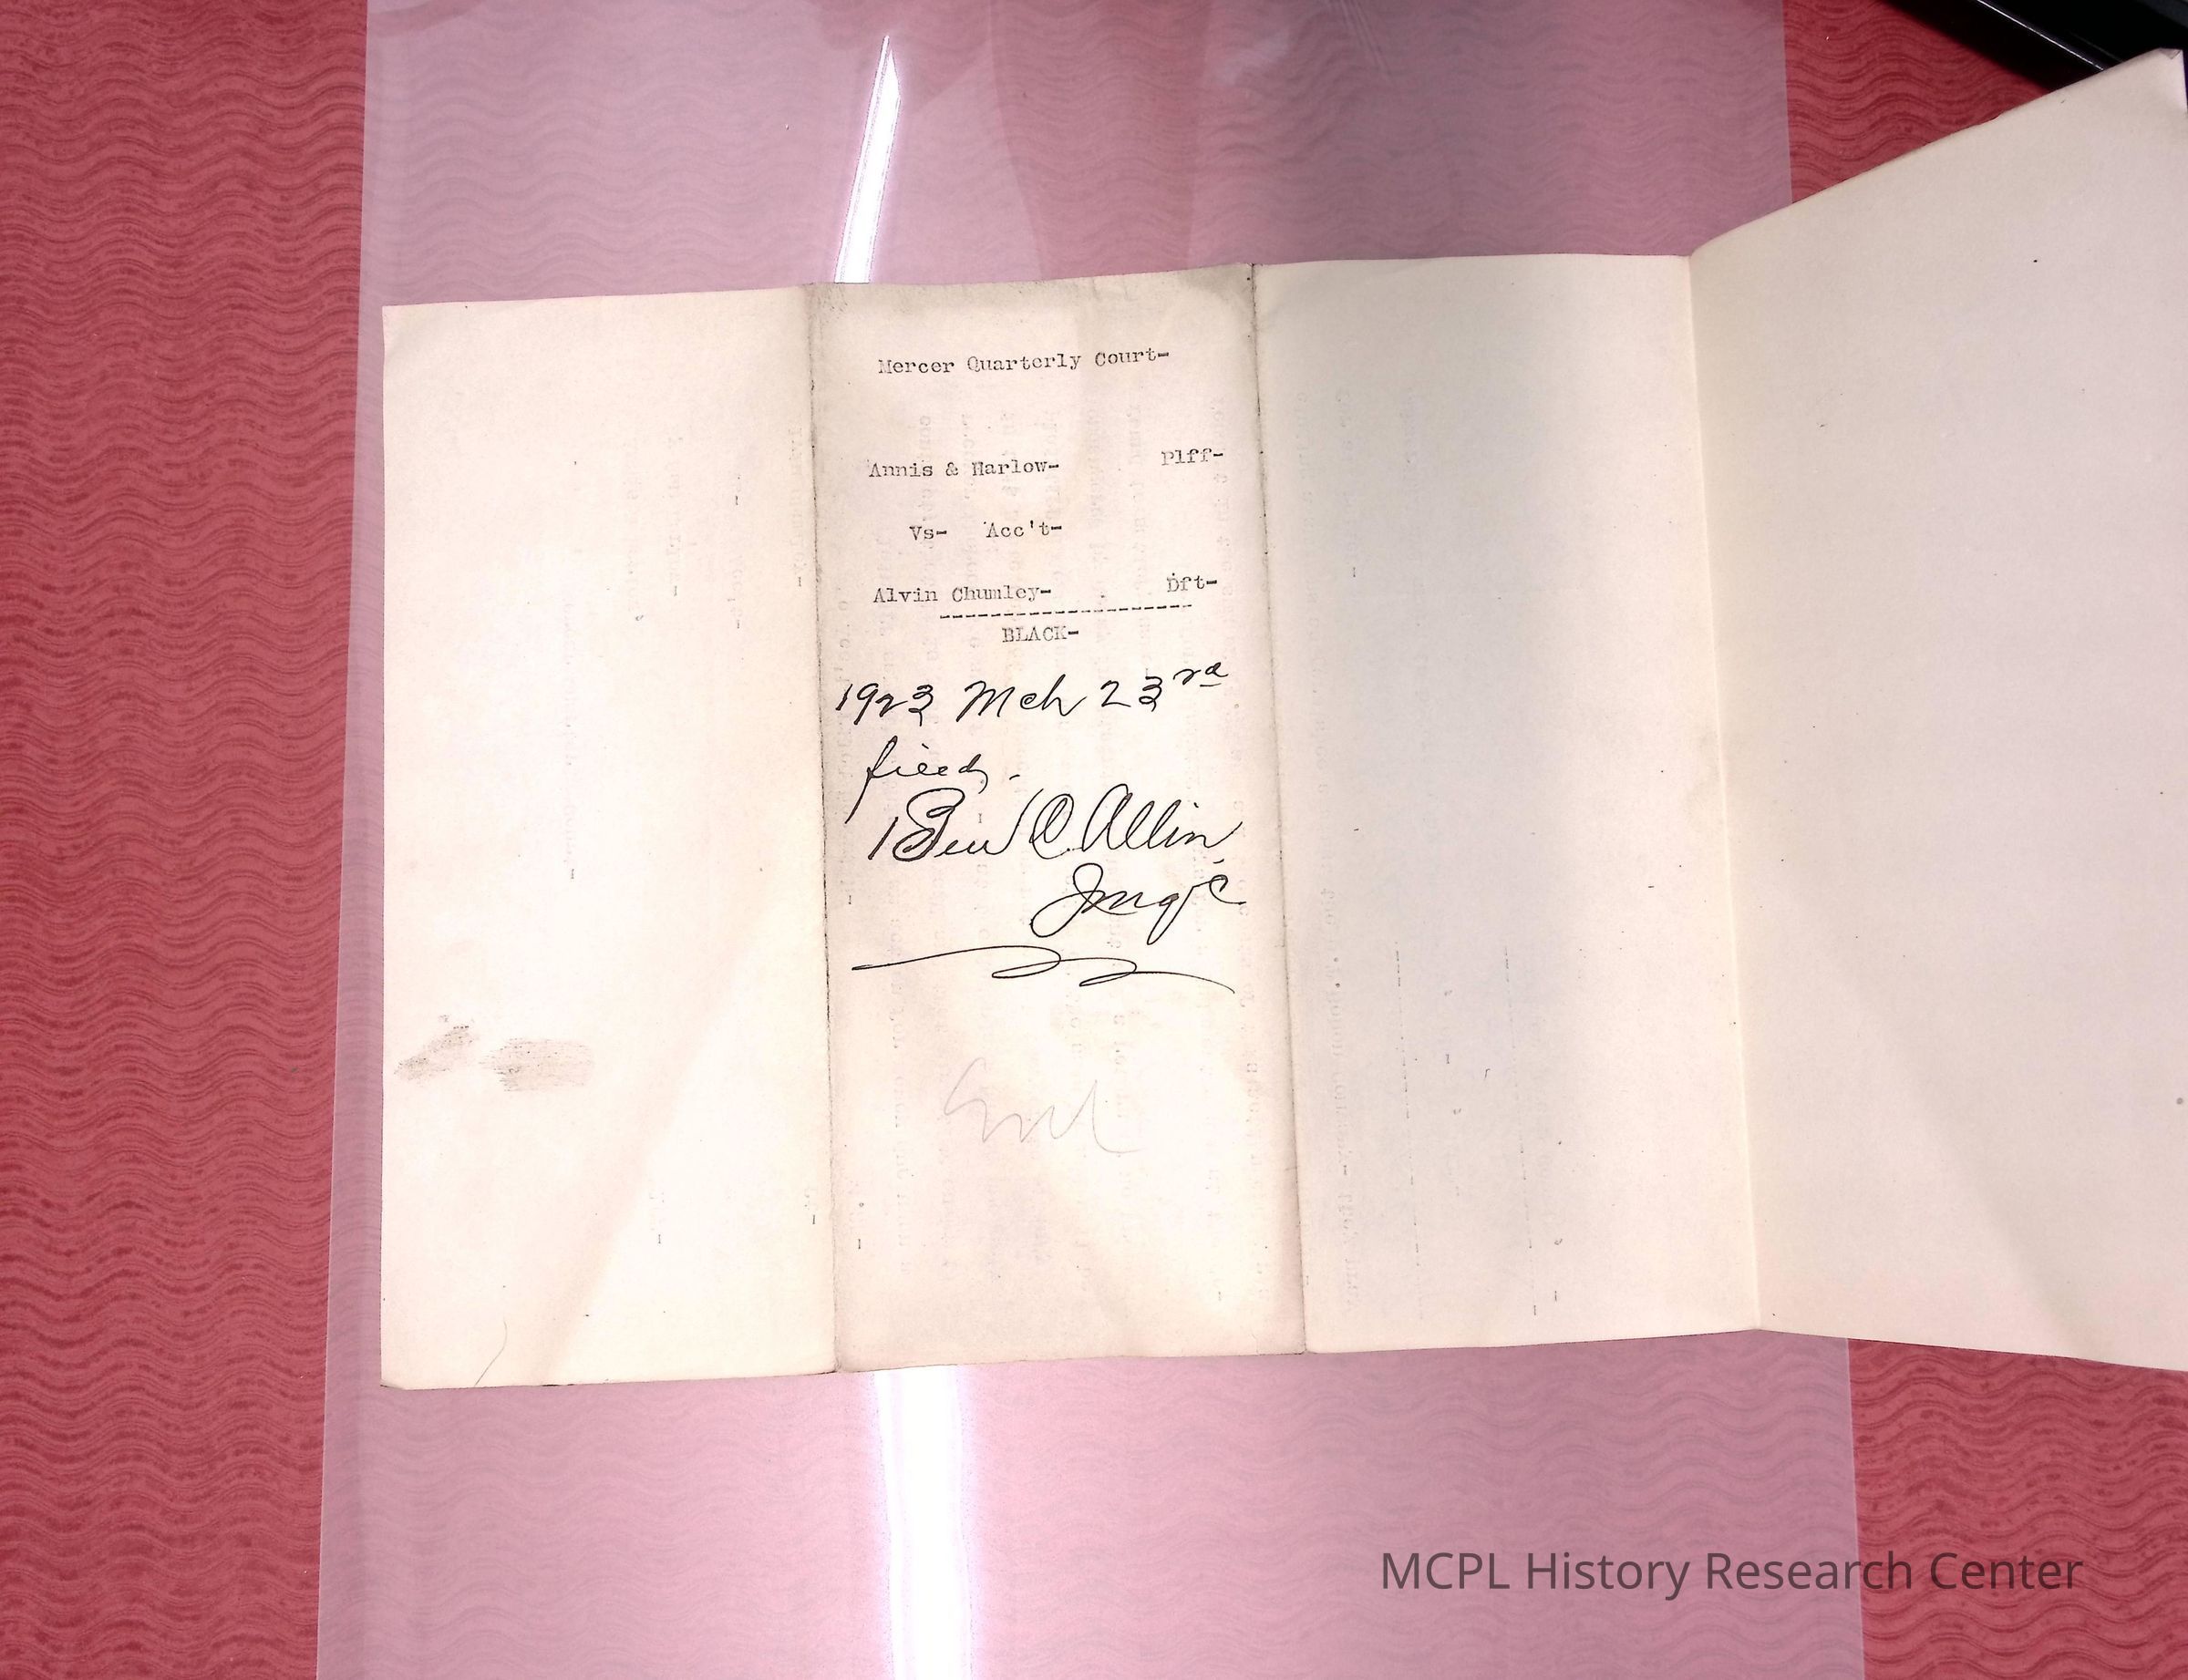 Mercer Quarterly Court-
Annis & Harlow- Plff-
Vs- Acc't-
Alvin Chumley- Dft-
--------------------
BLACK-
1923 Mch 23rd
filed.
Ben C Allin
JMQC
MCPL History Research Center